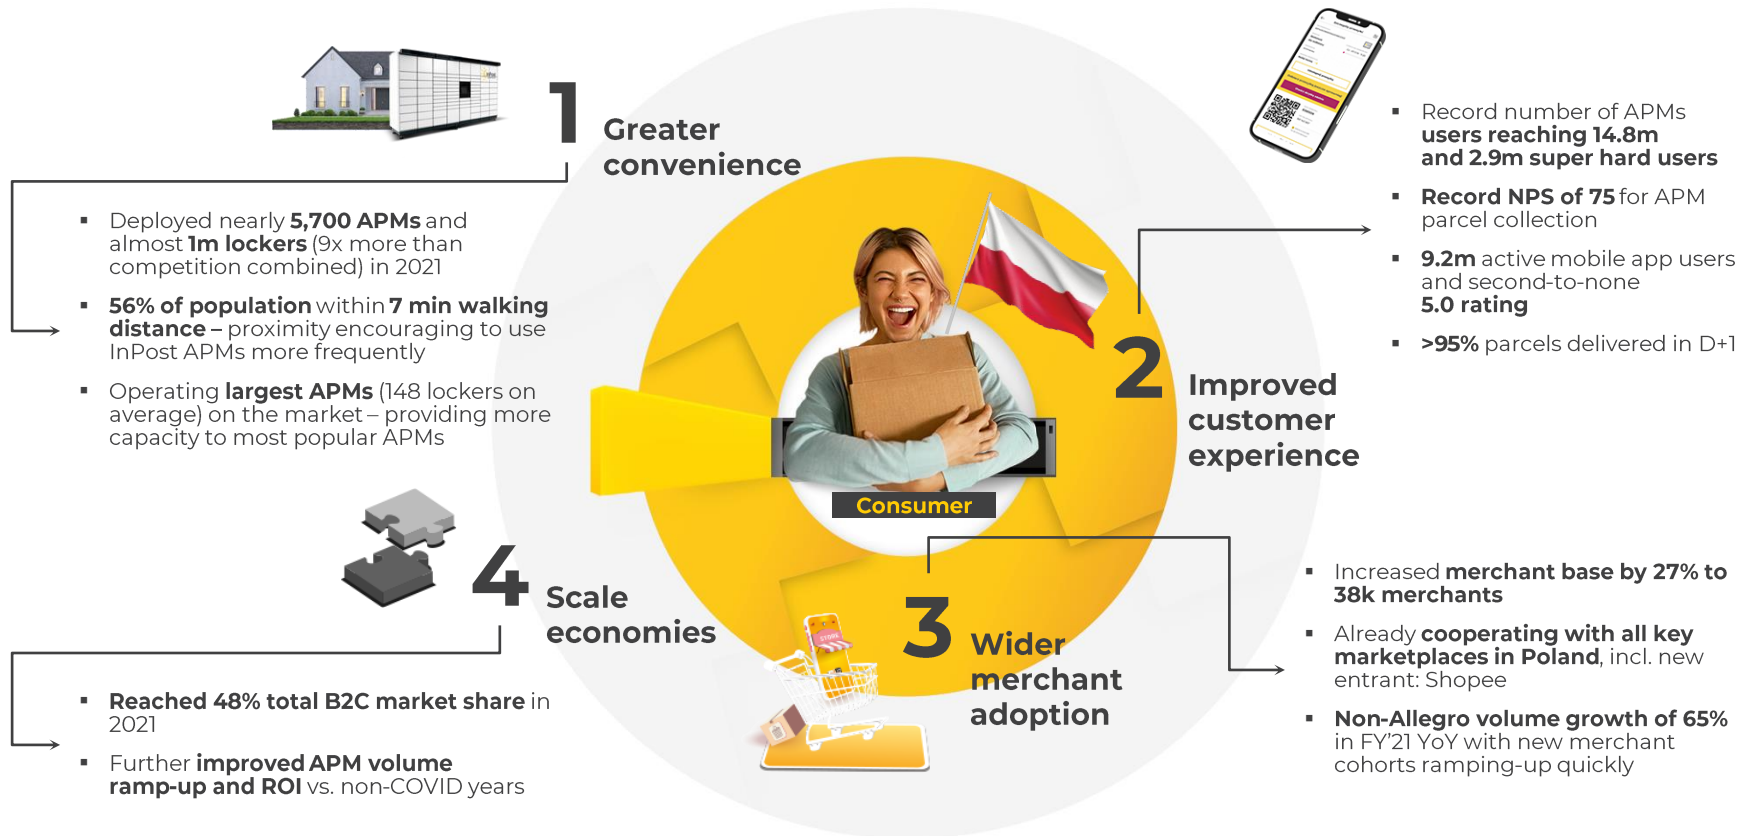 1
Greater
convenience
▪ Deployed nearly 5,700 APMs and
almost 1m lockers (9x more than
competition combined) in 2021
▪ 56% of population within 7 min walking
distance – proximity encouraging to use
InPost APMs more frequently
▪ Operating largest APMs (148 lockers on
average) on the market – providing more
capacity to most popular APMs
2
Improved
customer
experience
▪ Record number of APMs
users reaching 14.8m
and 2.9m super hard users
▪ Record NPS of 75 for APM
parcel collection
▪ 9.2m active mobile app users
and second-to-none
5.0 rating
▪ >95% parcels delivered in D+1
Consumer
3
Wider
merchant
adoption
STORE
▪ Increased merchant base by 27% to
38k merchants
▪ Already cooperating with all key
marketplaces in Poland, incl. new
entrant: Shopee
▪ Non-Allegro volume growth of 65%
in FY'21 YoY with new merchant
cohorts ramping-up quickly
4
Scale
economies
▪ Reached 48% total B2C market share in
2021
▪ Further improved APM volume
ramp-up and ROI vs. non-COVID years